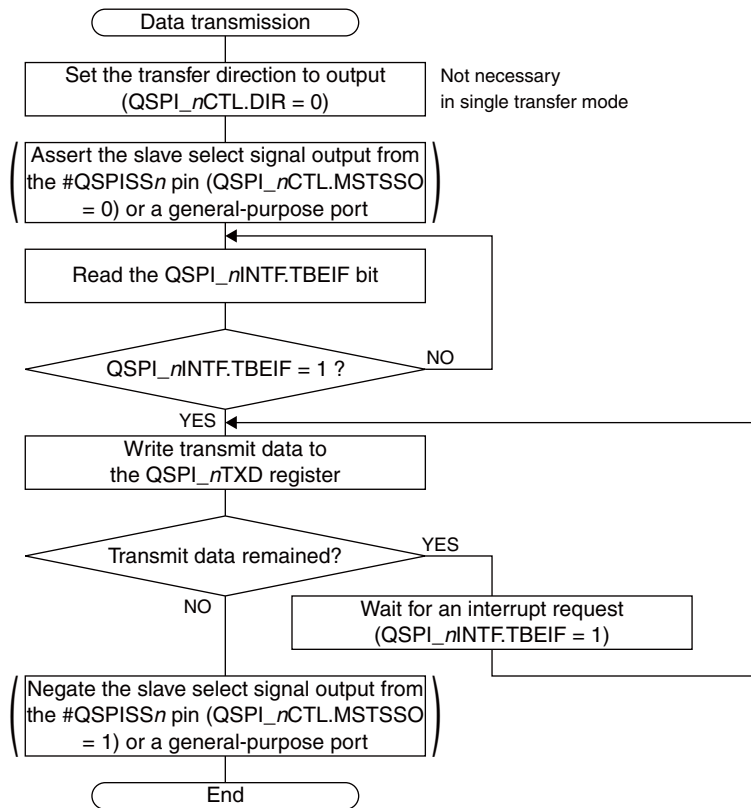 Data transmission
Set the transfer direction to output
(QSPI_nCTL.DIR = 0)
Not necessary
in single transfer mode
Assert the slave select signal output from
the #QSPISSn pin (QSPI_nCTL.MSTSSO
= 0) or a general-purpose port
Read the QSPI_nINTF.TBEIF bit
QSPI_nINTF.TBEIF = 1 ?
NO
YES
Write transmit data to
the QSPI_nTXD register
Transmit data remained?
YES
NO
Wait for an interrupt request
(QSPI_nINTF.TBEIF = 1)
Negate the slave select signal output from
the #QSPISSn pin (QSPI_nCTL.MSTSSO
= 1) or a general-purpose port
End